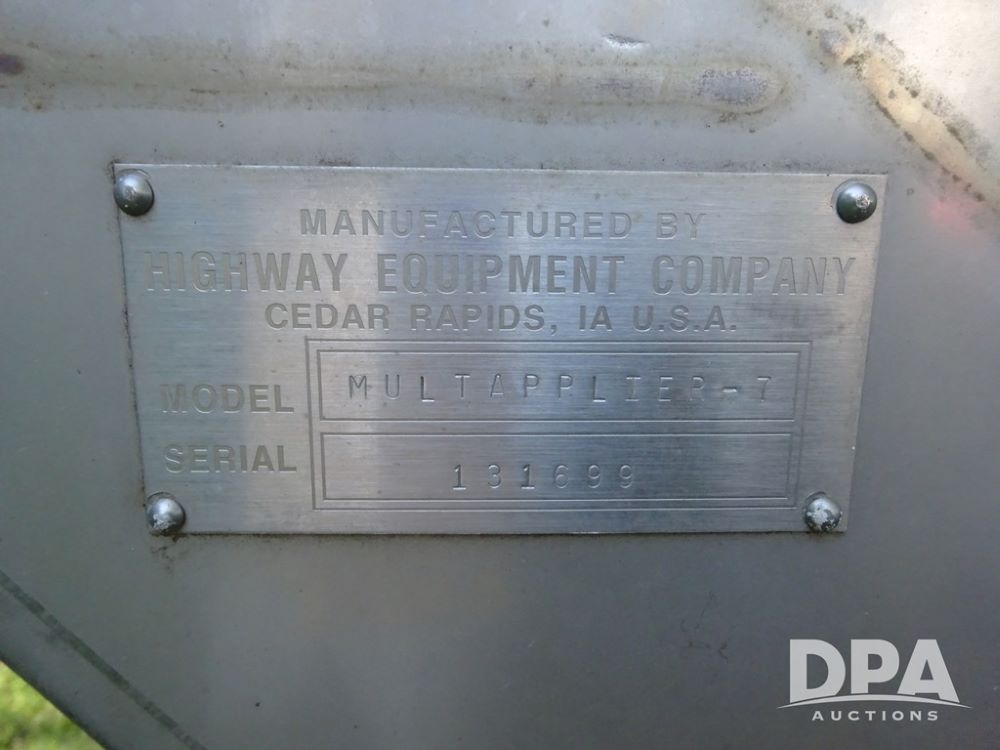 MANUFACTURED BY
HIGHWAY EQUIPMENT COMPANY
CEDAR RAPIDS, IA U.S.A.
MODEL MULTAPPLIER-7
SERIAL 131699
DPA
AUCTIONS